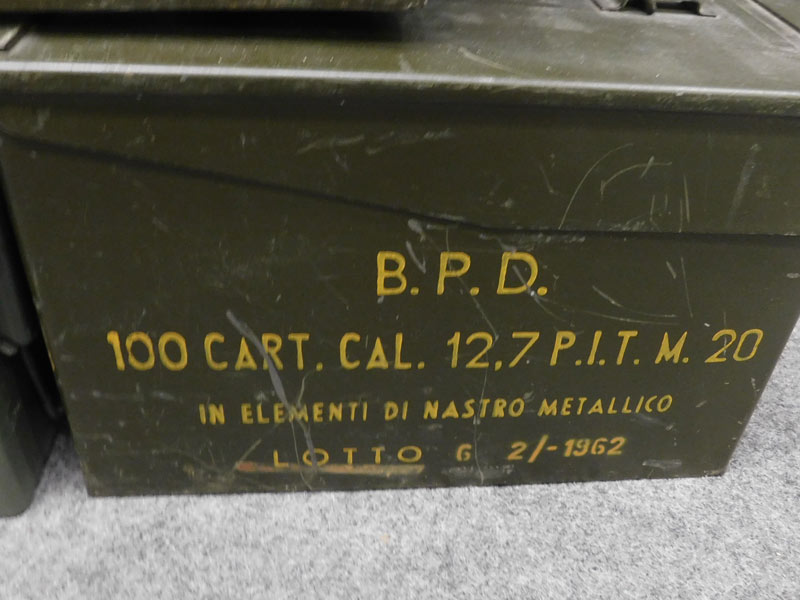 B.P.D.
100 CART. CAL. 12,7 P.I.T. M. 20
IN ELEMENTI DI NASTRO METALLICO
LOTTO G 2/-1962